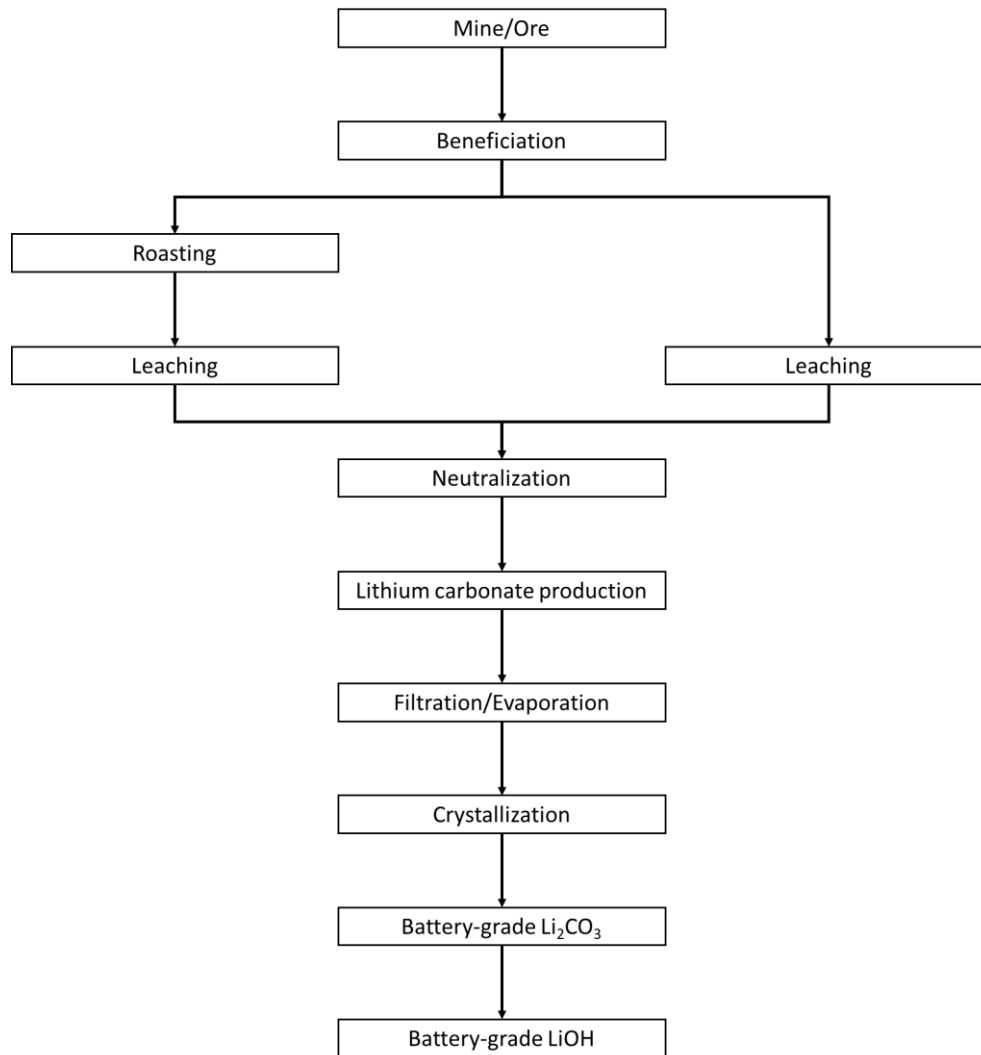 Mine/Ore
Beneficiation
Roasting
Leaching
Leaching
Neutralization
Lithium carbonate production
Filtration/Evaporation
Crystallization
Battery-grade Li₂CO₃
Battery-grade LiOH